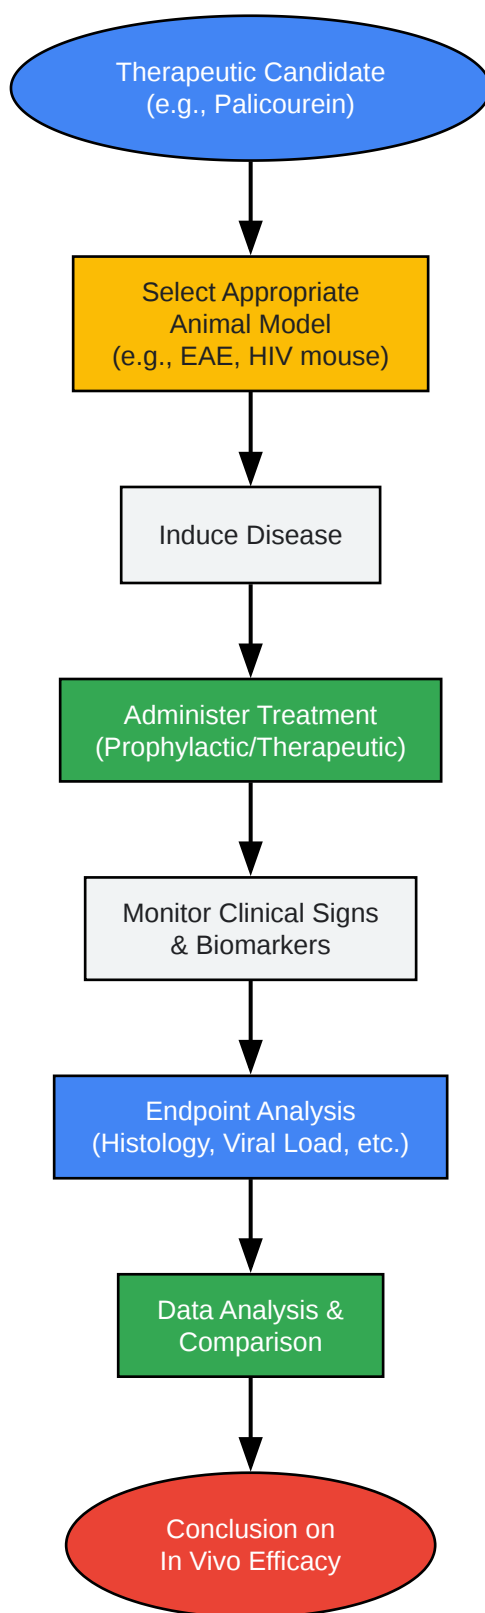 Therapeutic Candidate
(e.g., Palicourein)
Select Appropriate
Animal Model
(e.g., EAE, HIV mouse)
Induce Disease
Administer Treatment
(Prophylactic/Therapeutic)
Monitor Clinical Signs
& Biomarkers
Endpoint Analysis
(Histology, Viral Load, etc.)
Data Analysis &
Comparison
Conclusion on
In Vivo Efficacy